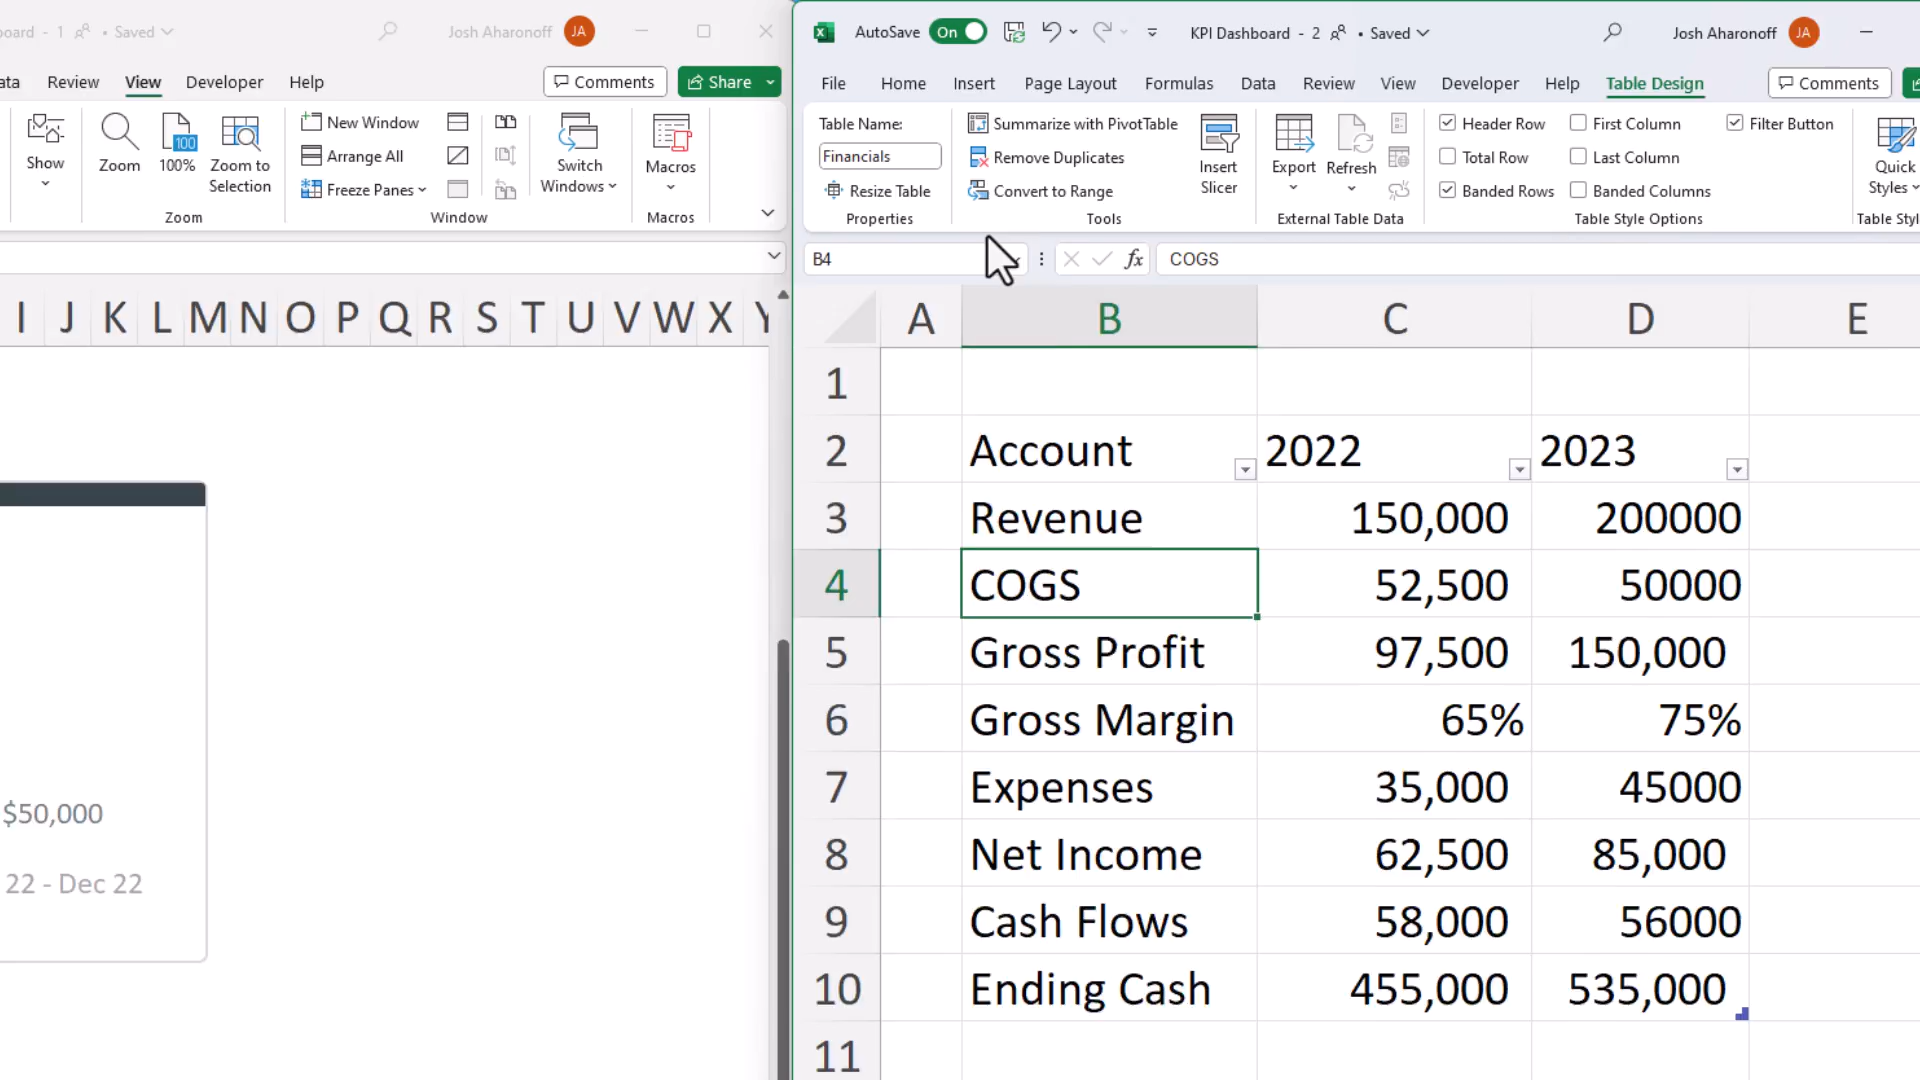 oard - 1 • Saved
Josh Aharonoff JA
ata Review View Developer Help
Comments Share
Show
Zoom
100 100%
Zoom to Selection
Zoom
New Window
Arrange All
Freeze Panes
Switch Windows
Window
Macros
Macros
I J K L M N O P Q R S T U V W X Y
$50,000
22 - Dec 22
AutoSave On
KPI Dashboard - 2 • Saved
Josh Aharonoff JA
File Home Insert Page Layout Formulas Data Review View Developer Help Table Design
Comments
Table Name:
Financials
Resize Table
Properties
Summarize with PivotTable
Remove Duplicates
Convert to Range
Tools
Insert Slicer
Export
Refresh
External Table Data
Header Row First Column Filter Button
Total Row Last Column
Banded Rows Banded Columns
Table Style Options
Quick Styles
Table Styl
B4 fx COGS
A B C D E
1
2 Account 2022 2023
3 Revenue 150,000 200000
4 COGS 52,500 50000
5 Gross Profit 97,500 150,000
6 Gross Margin 65% 75%
7 Expenses 35,000 45000
8 Net Income 62,500 85,000
9 Cash Flows 58,000 56000
10 Ending Cash 455,000 535,000
11